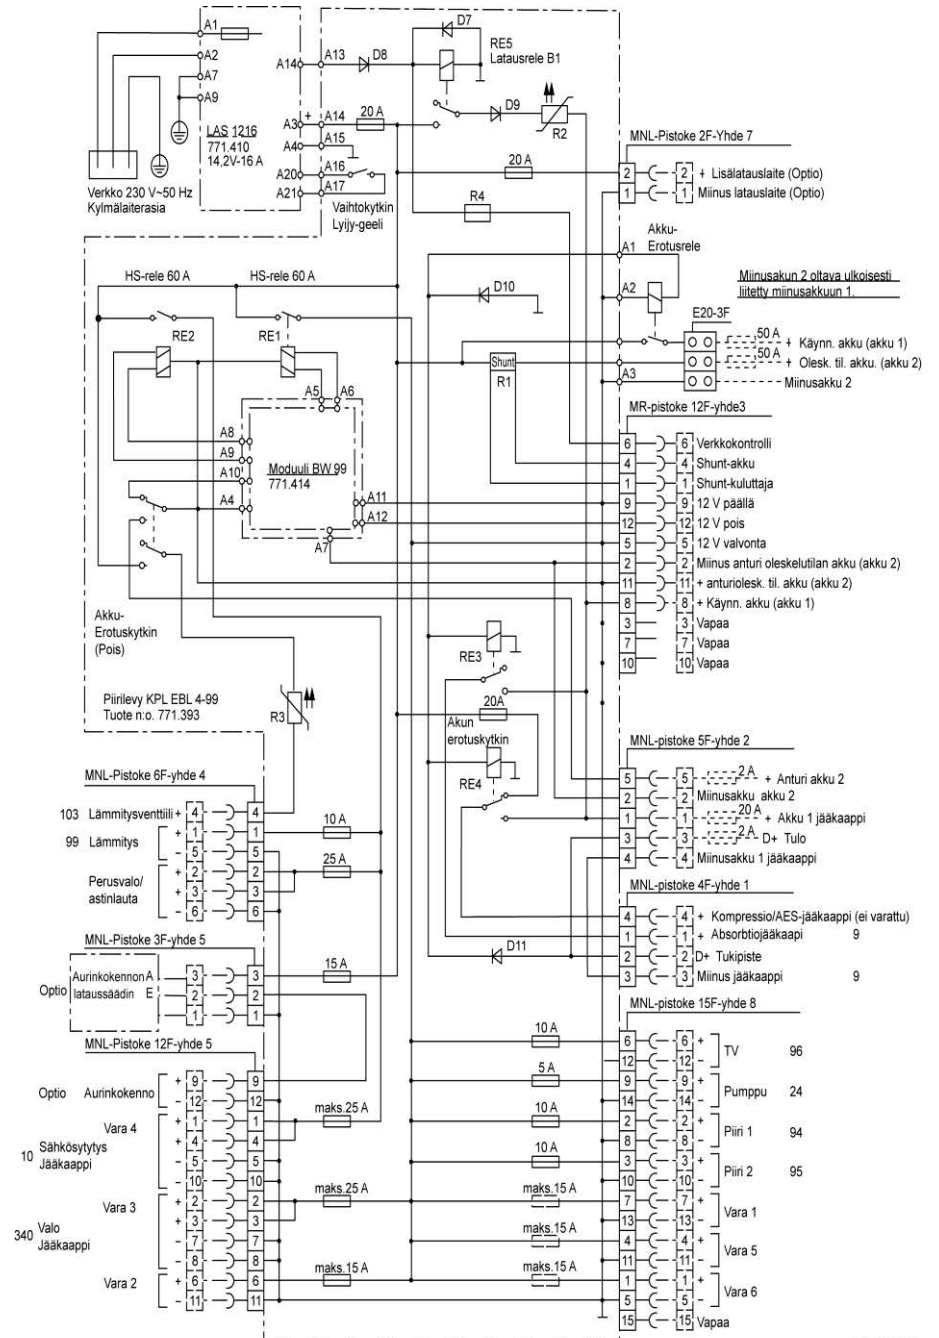 A1
A2
A7
A9
A14
A3
A4
A20
A21
LAS 1216
771.410
14,2V-16 A
Verkko 230 V~50 Hz
Kylmälaiterasia
A13
D8
D7
RE5
Latausrele B1
+
A14
20 A
A15
A16
A17
Vaihtokytkin
Lyijy-geeli
D9
R2
20 A
R4
MNL-Pistoke 2F-Yhde 7
2 2 + Lisälatauslaite (Optio)
1 1 Miinus latauslaite (Optio)
Akku-
Erotusrele
A1
A2
A3
Miinusakun 2 oltava ulkoisesti
liitetty miinusakkuun 1.
E20-3F
50 A + Käynn. akku (akku 1)
50 A + Olesk. til. akku. (akku 2)
Miinusakku 2
HS-rele 60 A
HS-rele 60 A
RE2
RE1
D10
Shunt
R1
A5
A6
A8
A9
A10
A4
Moduuli BW 99
771.414
A11
A12
A7
MR-pistoke 12F-yhde3
6 6 Verkkokontrolli
4 4 Shunt-akku
1 1 Shunt-kuluttaja
9 9 12 V päällä
12 12 12 V pois
5 5 12 V valvonta
2 2 Miinus anturi oleskelutilan akku (akku 2)
11 11 + anturiolesk. til. akku (akku 2)
8 8 + Käynn. akku (akku 1)
3 3 Vapaa
7 7 Vapaa
10 10 Vapaa
Akku-
Erotuskytkin
(Pois)
Piirilevy KPL EBL 4-99
Tuote n:o. 771.393
R3
RE3
20A
Akun
erotuskytkin
RE4
D11
MNL-pistoke 5F-yhde 2
5 5 2 A + Anturi akku 2
2 2 Miinusakku akku 2
1 1 20 A + Akku 1 jääkaappi
3 3 2 A D+ Tulo
4 4 Miinusakku 1 jääkaappi
MNL-pistoke 4F-yhde 1
4 4 + Kompressio/AES-jääkaappi (ei varattu)
1 1 + Absorbtiojääkaapi 9
2 2 D+ Tukipiste
3 3 Miinus jääkaappi 9
MNL-Pistoke 6F-yhde 4
103 Lämmitysventtiili + 4 4
99 Lämmitys + 1 1 10 A
− 5 5
Perusvalo/
astinlauta
+ 2 2 25 A
+ 3 3
− 6 6
MNL-Pistoke 3F-yhde 5
Optio
Aurinkokennon A 3 3 15 A
lataussäädin E 2 2
1 1
MNL-Pistoke 12F-yhde 5
Optio Aurinkokenno + 9 9
− 12 12
Vara 4 + 1 1 maks.25 A
+ 4 4
10 Sähkösytytys
Jääkaappi
− 5 5
− 10 10
Vara 3 + 2 2 maks.25 A
+ 3 3
340 Valo
Jääkaappi
− 7 7
− 8 8
Vara 2 + 6 6 maks.15 A
− 11 11
MNL-pistoke 15F-yhde 8
10 A 6 6 + TV 96
12 12 −
5 A 9 9 + Pumppu 24
14 14 −
10 A 2 2 + Piiri 1 94
8 8 −
10 A 3 3 + Piiri 2 95
10 10 −
maks.15 A 7 7 + Vara 1
13 13 −
maks.15 A 4 4 + Vara 5
11 11 −
maks.15 A 1 1 + Vara 6
5 5 −
15 15 Vapaa